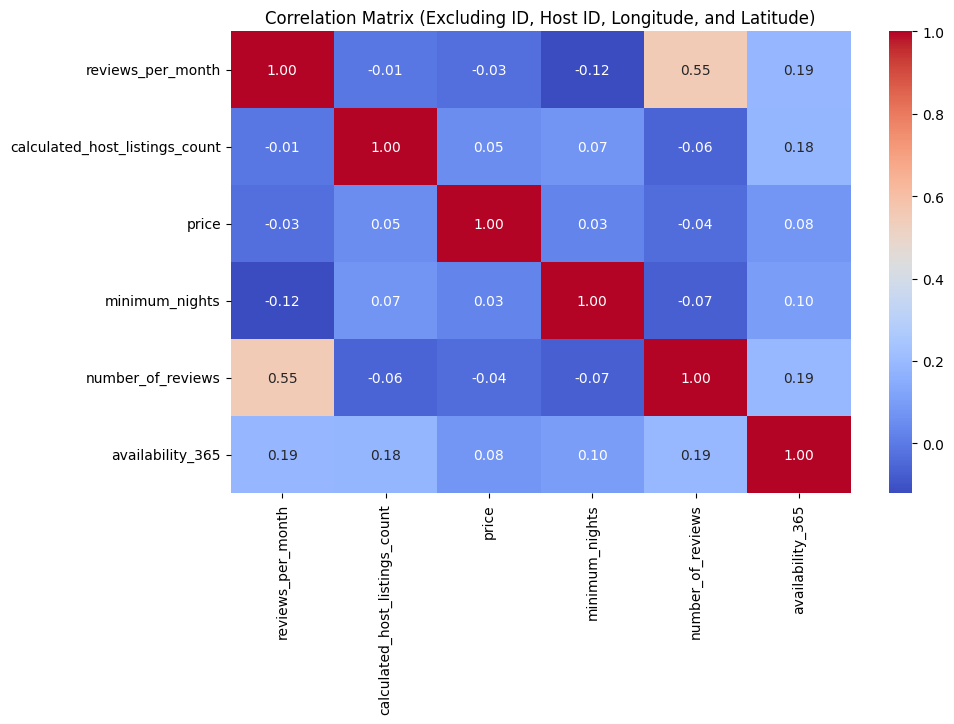 Correlation Matrix (Excluding ID, Host ID, Longitude, and Latitude)
reviews_per_month 1.00 -0.01 -0.03 -0.12 0.55 0.19
calculated_host_listings_count -0.01 1.00 0.05 0.07 -0.06 0.18
price -0.03 0.05 1.00 0.03 -0.04 0.08
minimum_nights -0.12 0.07 0.03 1.00 -0.07 0.10
number_of_reviews 0.55 -0.06 -0.04 -0.07 1.00 0.19
availability_365 0.19 0.18 0.08 0.10 0.19 1.00
reviews_per_month
calculated_host_listings_count
price
minimum_nights
number_of_reviews
availability_365
1.0
0.8
0.6
0.4
0.2
0.0